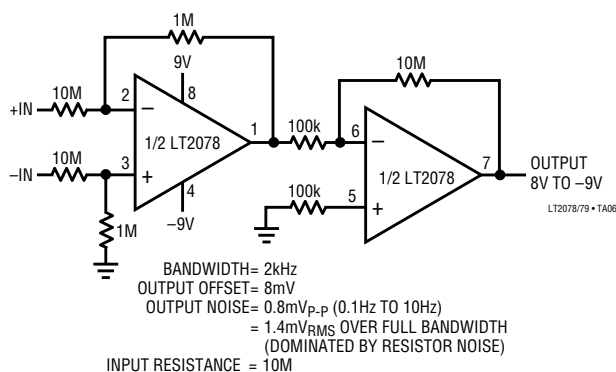 1M
9V
10M
10M
+IN
2
8
−
1/2 LT2078
1
100k
6
−
1/2 LT2078
7
OUTPUT
8V TO −9V
10M
−IN
3
+
4
−9V
100k
5
+
1M
LT2078/79 • TA06
BANDWIDTH= 2kHz
OUTPUT OFFSET= 8mV
OUTPUT NOISE= 0.8mVP-P (0.1Hz TO 10Hz)
= 1.4mVRMS OVER FULL BANDWIDTH
(DOMINATED BY RESISTOR NOISE)
INPUT RESISTANCE = 10M